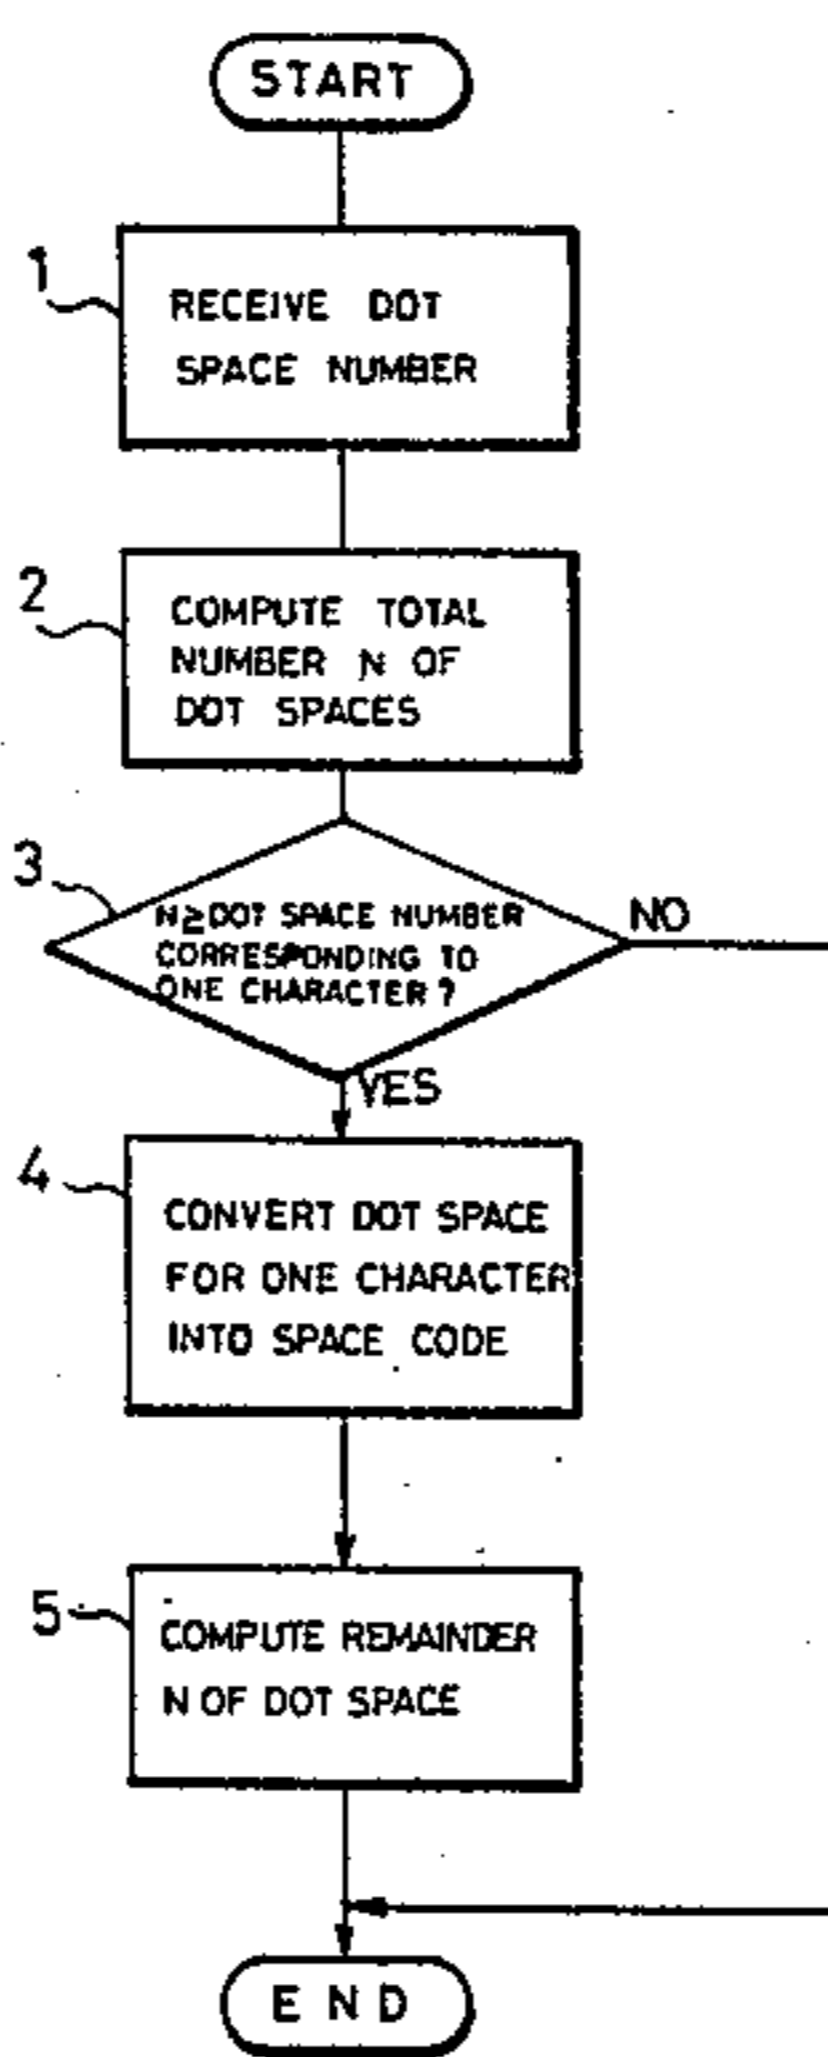 START
1
RECEIVE DOT
SPACE NUMBER
2
COMPUTE TOTAL
NUMBER N OF
DOT SPACES
3
N≥DOT SPACE NUMBER
CORRESPONDING TO
ONE CHARACTER?
NO
YES
4
CONVERT DOT SPACE
FOR ONE CHARACTER
INTO SPACE CODE
5
COMPUTE REMAINDER
N OF DOT SPACE
END